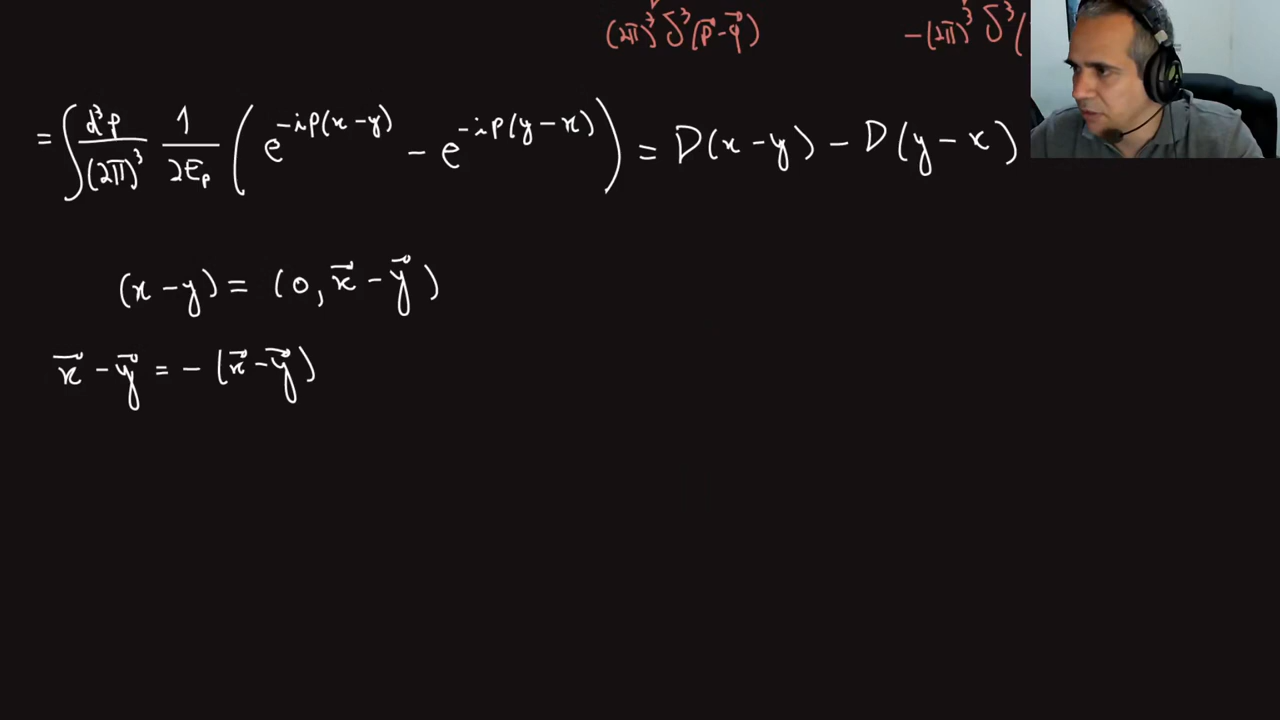 (2π)³ δ³(p⃗-q⃗) -(2π)³ δ³(
= ∫ d³p/(2π)³ 1/2E_p (e^{-ip(x-y)} - e^{-ip(y-x)}) = D(x-y) - D(y-x)
(x-y) = (0, x⃗-y⃗)
x⃗-y⃗ = -(x⃗-y⃗)